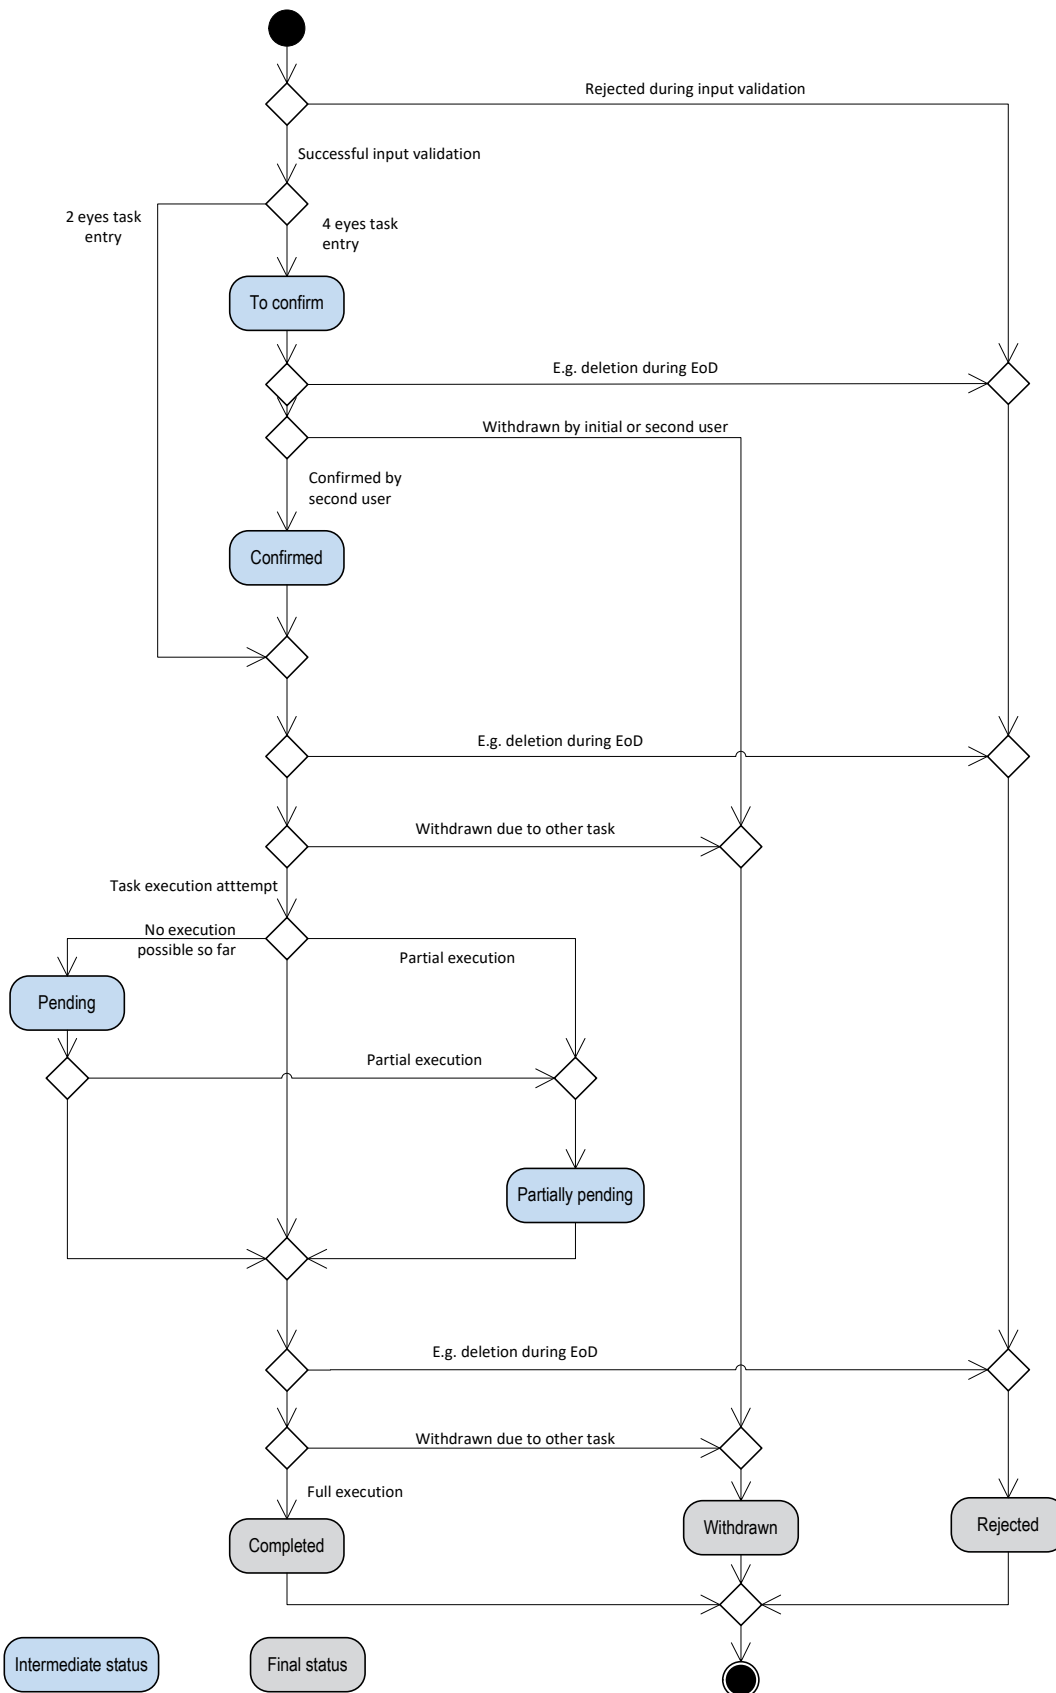 Rejected during input validation
Successful input validation
2 eyes task
entry
4 eyes task
entry
To confirm
E.g. deletion during EoD
Withdrawn by initial or second user
Confirmed by
second user
Confirmed
E.g. deletion during EoD
Withdrawn due to other task
Task execution atttempt
No execution
possible so far
Partial execution
Pending
Partial execution
Partially pending
E.g. deletion during EoD
Withdrawn due to other task
Full execution
Completed
Withdrawn
Rejected
Intermediate status
Final status